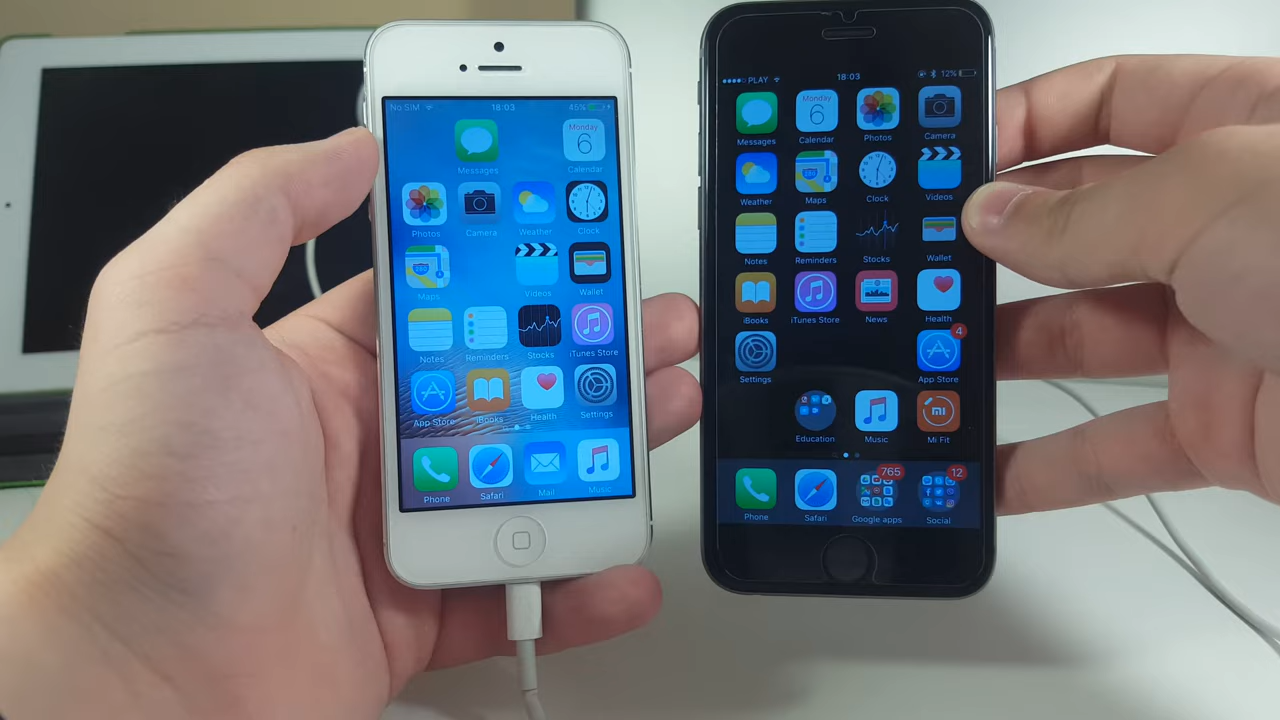 No SIM 18:03 45%
Messages
Monday
6
Calendar
Photos Camera Weather Clock
Maps
280
Videos Wallet
Notes Reminders Stocks iTunes Store
App Store iBooks Health Settings
Phone Safari Mail Music
PLAY 18:03 12%
Monday
6
Messages Calendar Photos Camera
280
Weather Maps Clock Videos
Notes Reminders Stocks Wallet
iBooks iTunes Store News Health
4
Settings App Store
mi
Education Music Mi Fit
765 12
Phone Safari Google apps Social